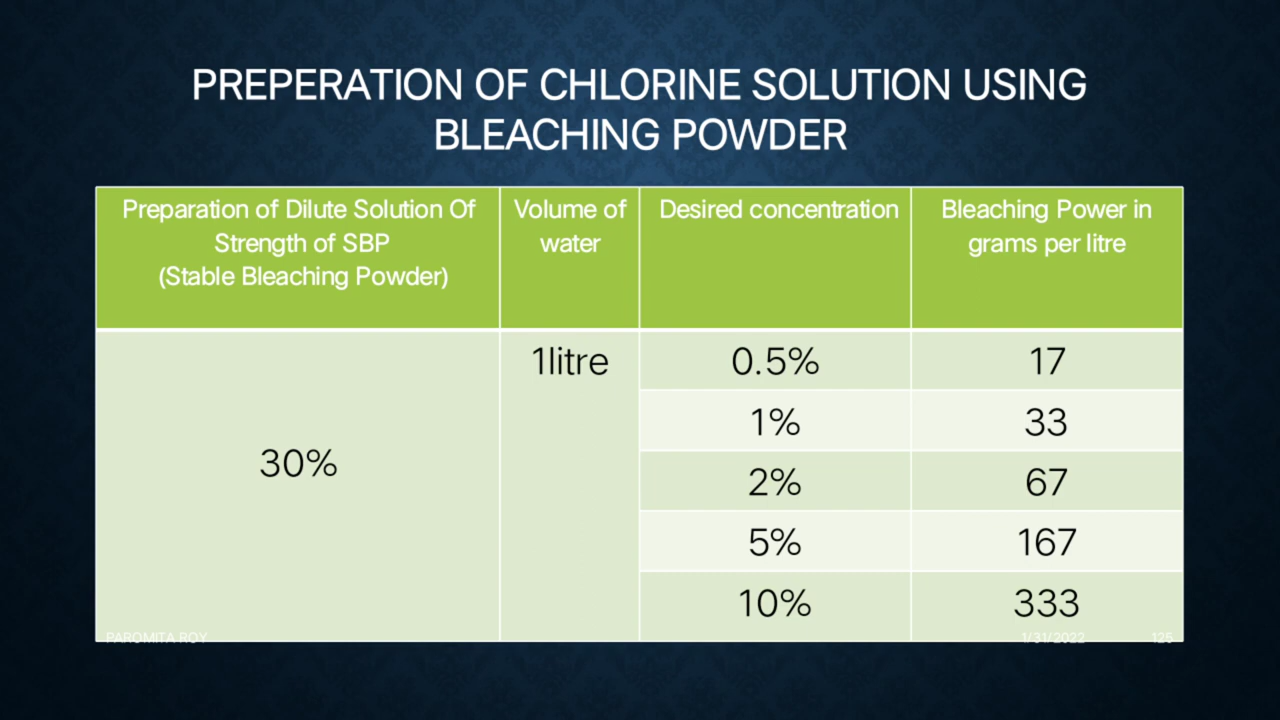 PREPERATION OF CHLORINE SOLUTION USING
BLEACHING POWDER
Preparation of Dilute Solution Of
Strength of SBP
(Stable Bleaching Powder)
Volume of
water
Desired concentration
Bleaching Power in
grams per litre
30%
1litre
0.5%
17
1%
33
2%
67
5%
167
10%
333
PAROMITA ROY
1/31/2022
125